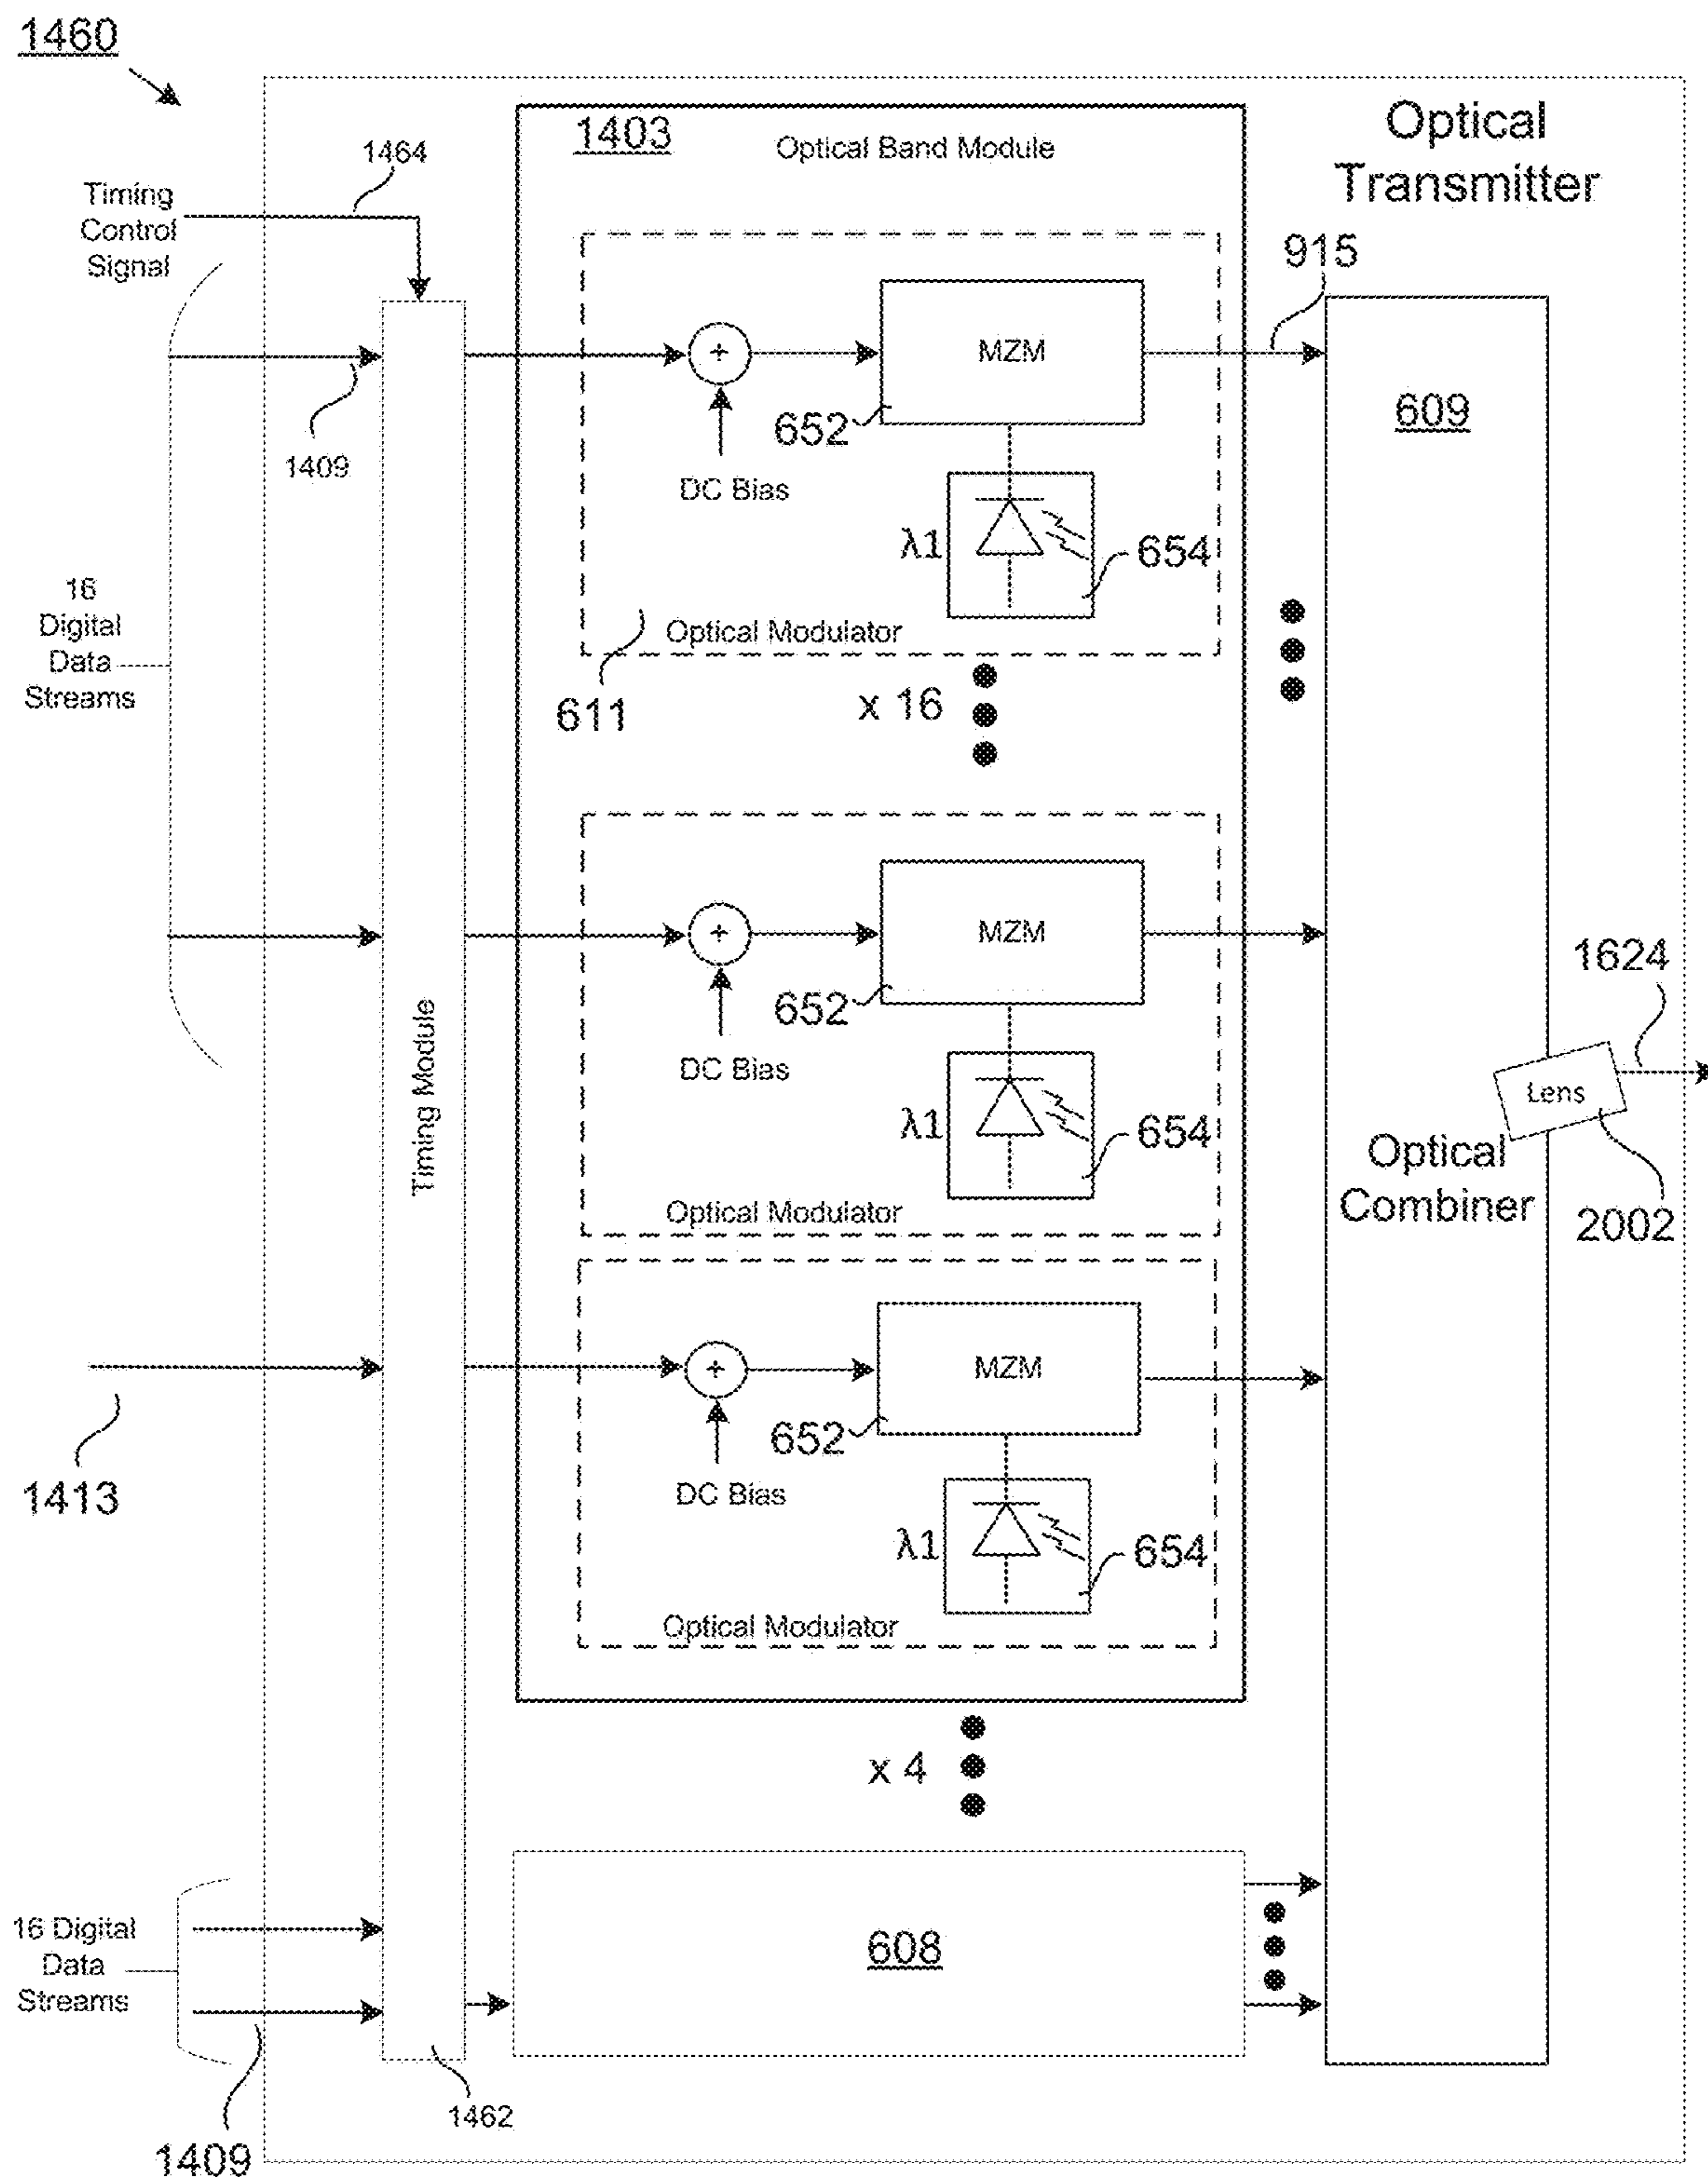 1460
1403
Optical Band Module
Optical
Transmitter
1464
Timing
Control
Signal
915
+
MZM
652
609
1409
DC Bias
λ1
654
16
Digital
Data
Streams
Optical Modulator
611
x 16
+
MZM
652
1624
Timing Module
DC Bias
Lens
λ1
654
Optical
Combiner
Optical Modulator
2002
+
MZM
652
1413
DC Bias
λ1
654
Optical Modulator
x 4
16 Digital
Data
Streams
608
1462
1409